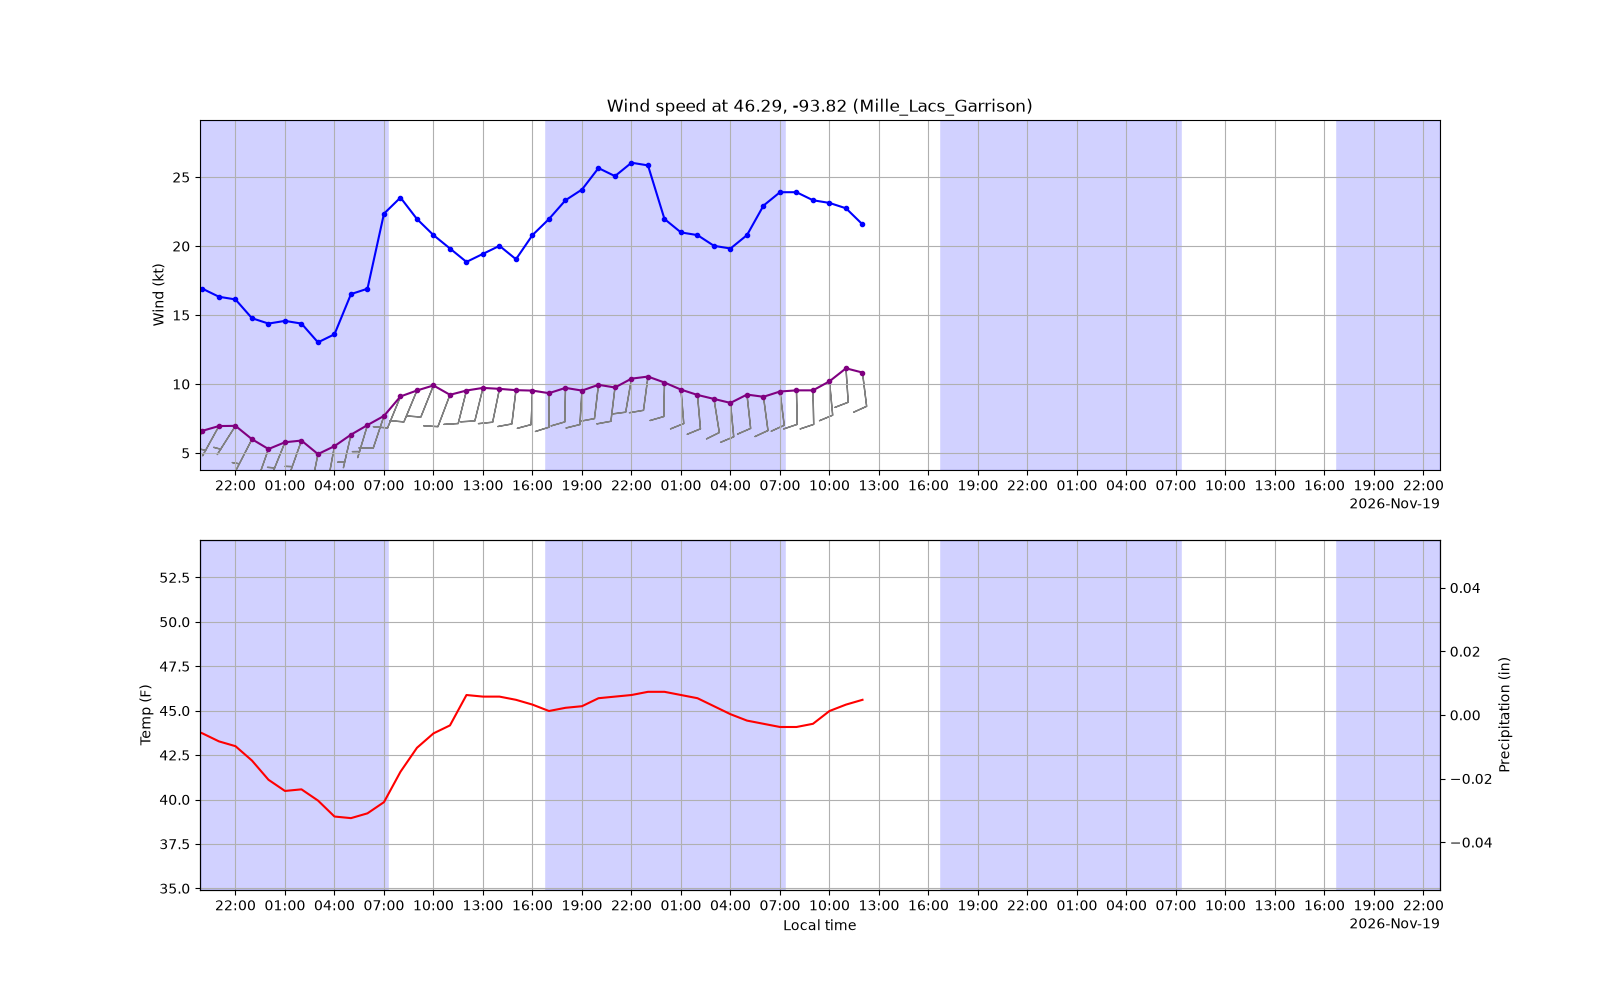 Wind speed at 46.29, -93.82 (Mille_Lacs_Garrison)
Wind (kt)
25
20
15
10
5
22:00 01:00 04:00 07:00 10:00 13:00 16:00 19:00 22:00 01:00 04:00 07:00 10:00 13:00 16:00 19:00 22:00 01:00 04:00 07:00 10:00 13:00 16:00 19:00 22:00
2026-Nov-19
Temp (F)
52.5
50.0
47.5
45.0
42.5
40.0
37.5
35.0
0.04
0.02
0.00
−0.02
−0.04
Precipitation (in)
22:00 01:00 04:00 07:00 10:00 13:00 16:00 19:00 22:00 01:00 04:00 07:00 10:00 13:00 16:00 19:00 22:00 01:00 04:00 07:00 10:00 13:00 16:00 19:00 22:00
Local time
2026-Nov-19